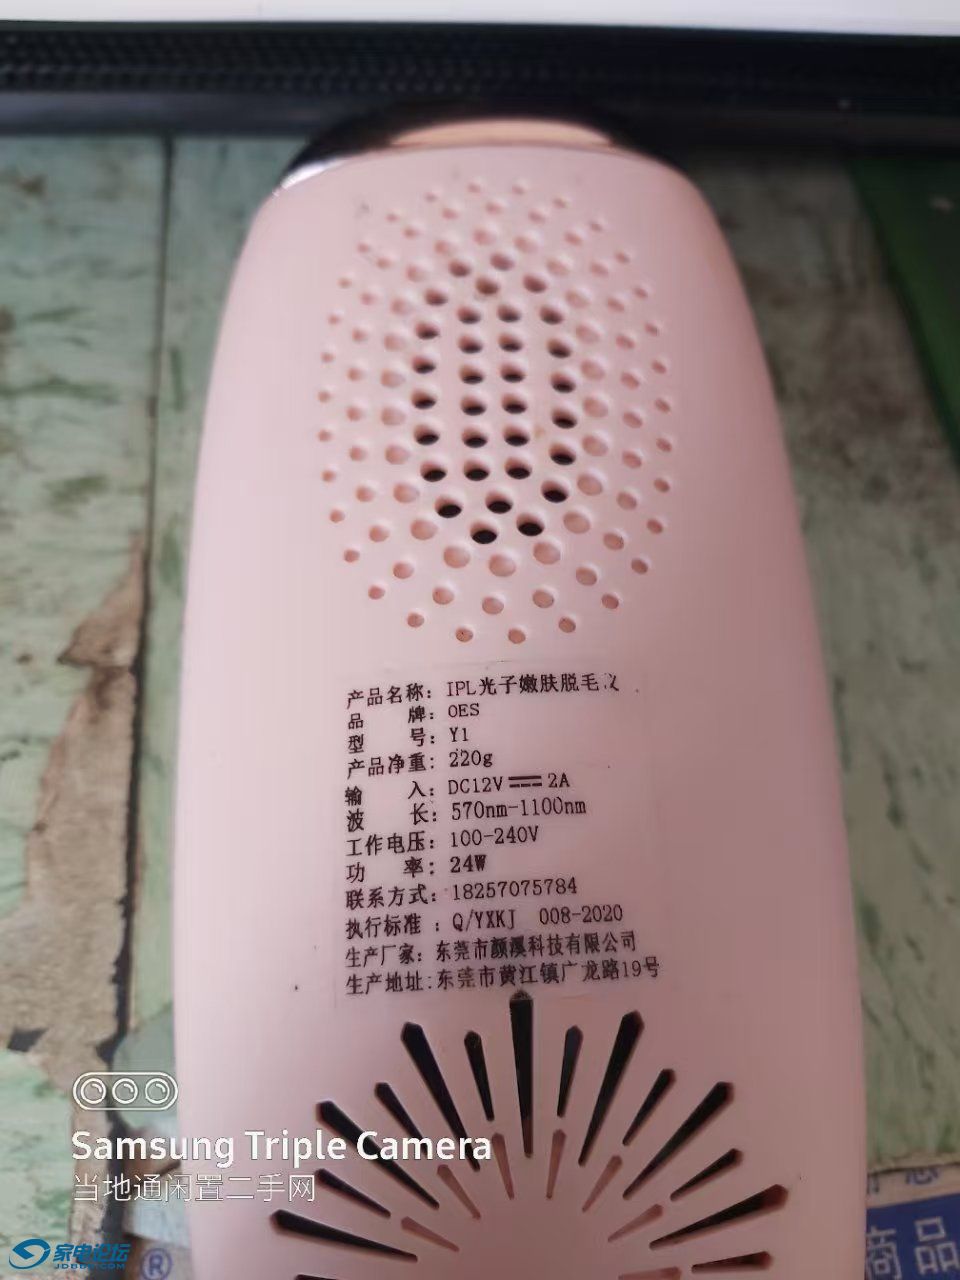 产品名称：IPL光子嫩肤脱毛仪
品　　牌：OES
型　　号：Y1
产品净重：220g
输　　入：DC12V⎓2A
波　　长：570nm-1100nm
工作电压：100-240V
功　　率：24W
联系方式：18257075784
执行标准：Q/YXKJ 008-2020
生产厂家：东莞市颜溪科技有限公司
生产地址：东莞市黄江镇广龙路19号
Samsung Triple Camera
当地通闲置二手网
家电论坛
JDBBS.COM
®
商品